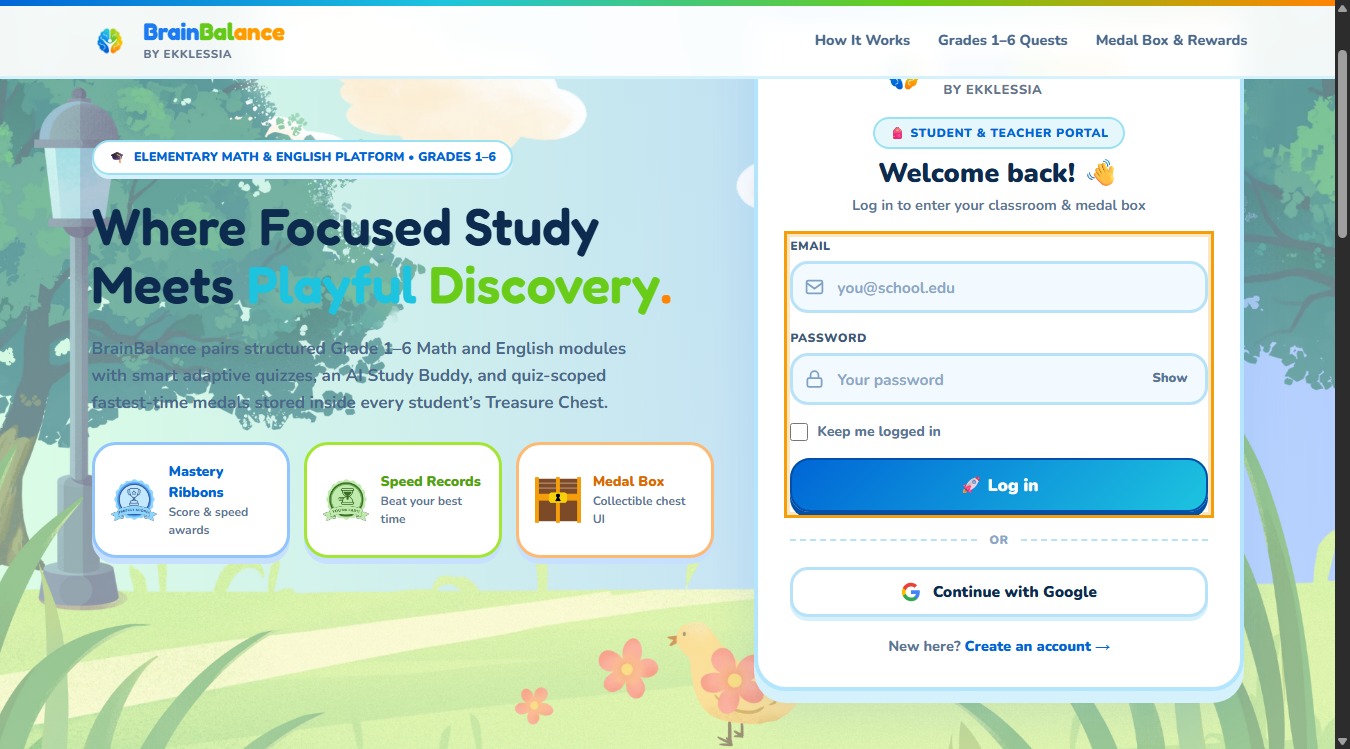 BrainBalance
BY EKKLESSIA
How It Works
Grades 1–6 Quests
Medal Box & Rewards
ELEMENTARY MATH & ENGLISH PLATFORM • GRADES 1–6
Where Focused Study
Meets Playful Discovery.
BrainBalance pairs structured Grade 1–6 Math and English modules
with smart adaptive quizzes, an AI Study Buddy, and quiz-scoped
fastest-time medals stored inside every student’s Treasure Chest.
Mastery
Ribbons
Score & speed
awards
Speed Records
Beat your best
time
Medal Box
Collectible chest
UI
BY EKKLESSIA
STUDENT & TEACHER PORTAL
Welcome back! 👋
Log in to enter your classroom & medal box
EMAIL
you@school.edu
PASSWORD
Your password
Show
Keep me logged in
🚀 Log in
OR
Continue with Google
New here? Create an account →